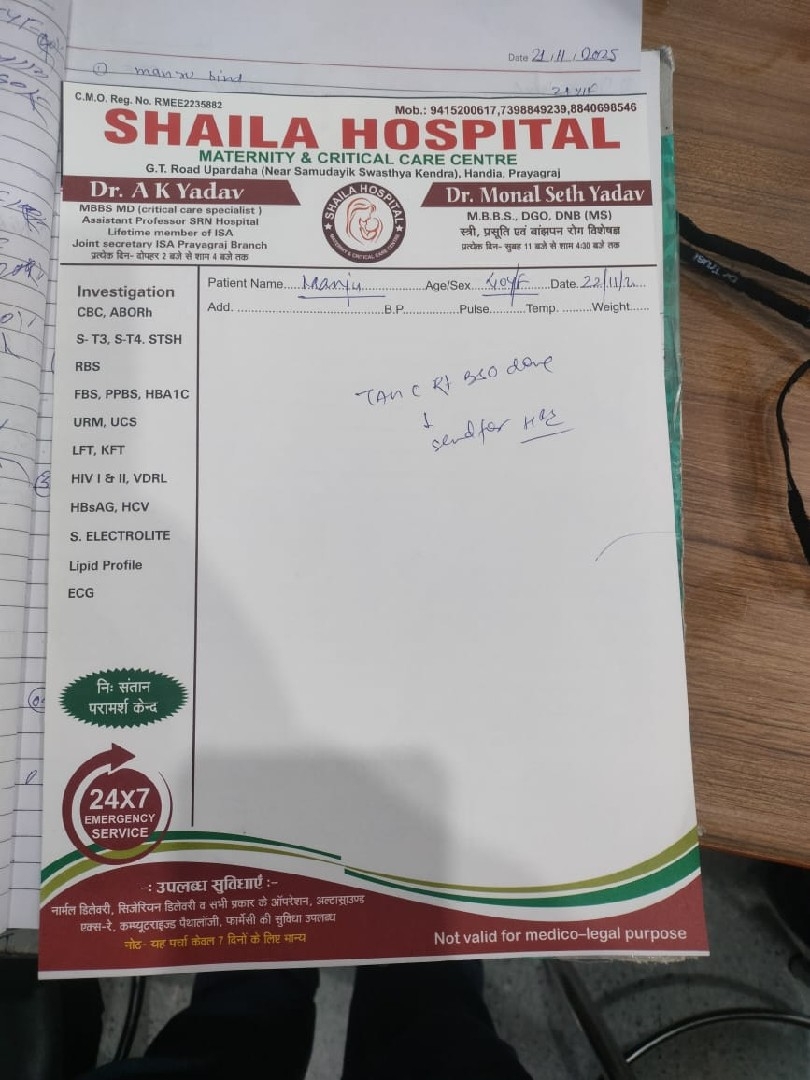 Date 21/11/2025
C.M.O. Reg. No. RMEE2235882
Mob.: 9415200617,7398849239,8840698546
SHAILA HOSPITAL
MATERNITY & CRITICAL CARE CENTRE
G.T. Road Upardaha (Near Samudayik Swasthya Kendra), Handia, Prayagraj
Dr. A K Yadav
MBBS MD (critical care specialist )
Assistant Professor SRN Hospital
Lifetime member of ISA
Joint secretary ISA Prayagraj Branch
प्रत्येक दिन- दोपहर 2 बजे से शाम 4 बजे तक
SHAILA HOSPITAL
MATERNITY & CRITICAL CARE CENTRE
Dr. Monal Seth Yadav
M.B.B.S., DGO, DNB (MS)
स्त्री, प्रसूति एवं बांझपन रोग विशेषज्ञ
प्रत्येक दिन- सुबह 11 बजे से शाम 4:30 बजे तक
Patient Name....Manju....Age/Sex....40y/F....Date. 22/11/2
Add.............B.P.........Pulse.........Temp.........Weight......
Investigation
CBC, ABORh
S- T3, S-T4. STSH
RBS
FBS, PPBS, HBA1C
URM, UCS
LFT, KFT
HIV I & II, VDRL
HBsAG, HCV
S. ELECTROLITE
Lipid Profile
ECG
TAH C Rt BSO done
↓
send for HPE
निः संतान
परामर्श केन्द
24X7
EMERGENCY
SERVICE
-: उपलब्ध सुविधाएँ :-
नार्मल डिलेवरी, सिजेरियन डिलेवरी व सभी प्रकार के ऑपरेशन, अल्ट्रासाउण्ड
एक्स-रे, कम्प्यूटराइज्ड पैथालॉजी, फार्मेसी की सुविधा उपलब्ध
नोट- यह पर्चा केवल 7 दिनों के लिए मान्य
Not valid for medico–legal purpose